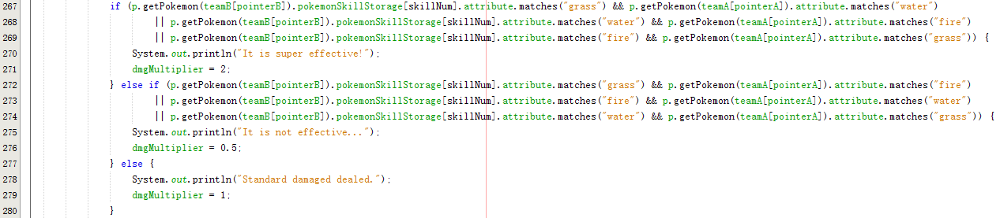 267 if (p.getPokemon(teamB[pointerB]).pokemonSkillStorage[skillNum].attribute.matches("grass") && p.getPokemon(teamA[pointerA]).attribute.matches("water")
268 || p.getPokemon(teamB[pointerB]).pokemonSkillStorage[skillNum].attribute.matches("water") && p.getPokemon(teamA[pointerA]).attribute.matches("fire")
269 || p.getPokemon(teamB[pointerB]).pokemonSkillStorage[skillNum].attribute.matches("fire") && p.getPokemon(teamA[pointerA]).attribute.matches("grass")) {
270 System.out.println("It is super effective!");
271 dmgMultiplier = 2;
272 } else if (p.getPokemon(teamB[pointerB]).pokemonSkillStorage[skillNum].attribute.matches("grass") && p.getPokemon(teamA[pointerA]).attribute.matches("fire")
273 || p.getPokemon(teamB[pointerB]).pokemonSkillStorage[skillNum].attribute.matches("fire") && p.getPokemon(teamA[pointerA]).attribute.matches("water")
274 || p.getPokemon(teamB[pointerB]).pokemonSkillStorage[skillNum].attribute.matches("water") && p.getPokemon(teamA[pointerA]).attribute.matches("grass")) {
275 System.out.println("It is not effective...");
276 dmgMultiplier = 0.5;
277 } else {
278 System.out.println("Standard damaged dealed.");
279 dmgMultiplier = 1;
280 }